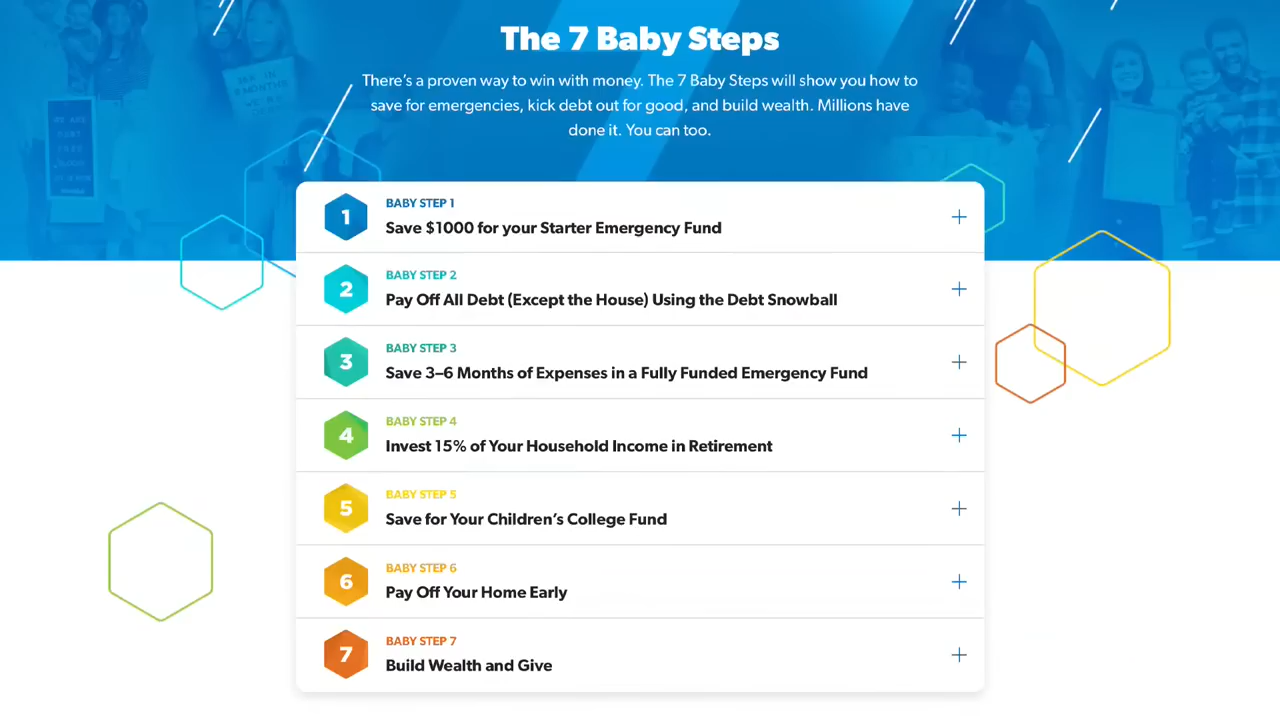 The 7 Baby Steps
There's a proven way to win with money. The 7 Baby Steps will show you how to
save for emergencies, kick debt out for good, and build wealth. Millions have
done it. You can too.
1
BABY STEP 1
Save $1000 for your Starter Emergency Fund
2
BABY STEP 2
Pay Off All Debt (Except the House) Using the Debt Snowball
3
BABY STEP 3
Save 3–6 Months of Expenses in a Fully Funded Emergency Fund
4
BABY STEP 4
Invest 15% of Your Household Income in Retirement
5
BABY STEP 5
Save for Your Children's College Fund
6
BABY STEP 6
Pay Off Your Home Early
7
BABY STEP 7
Build Wealth and Give